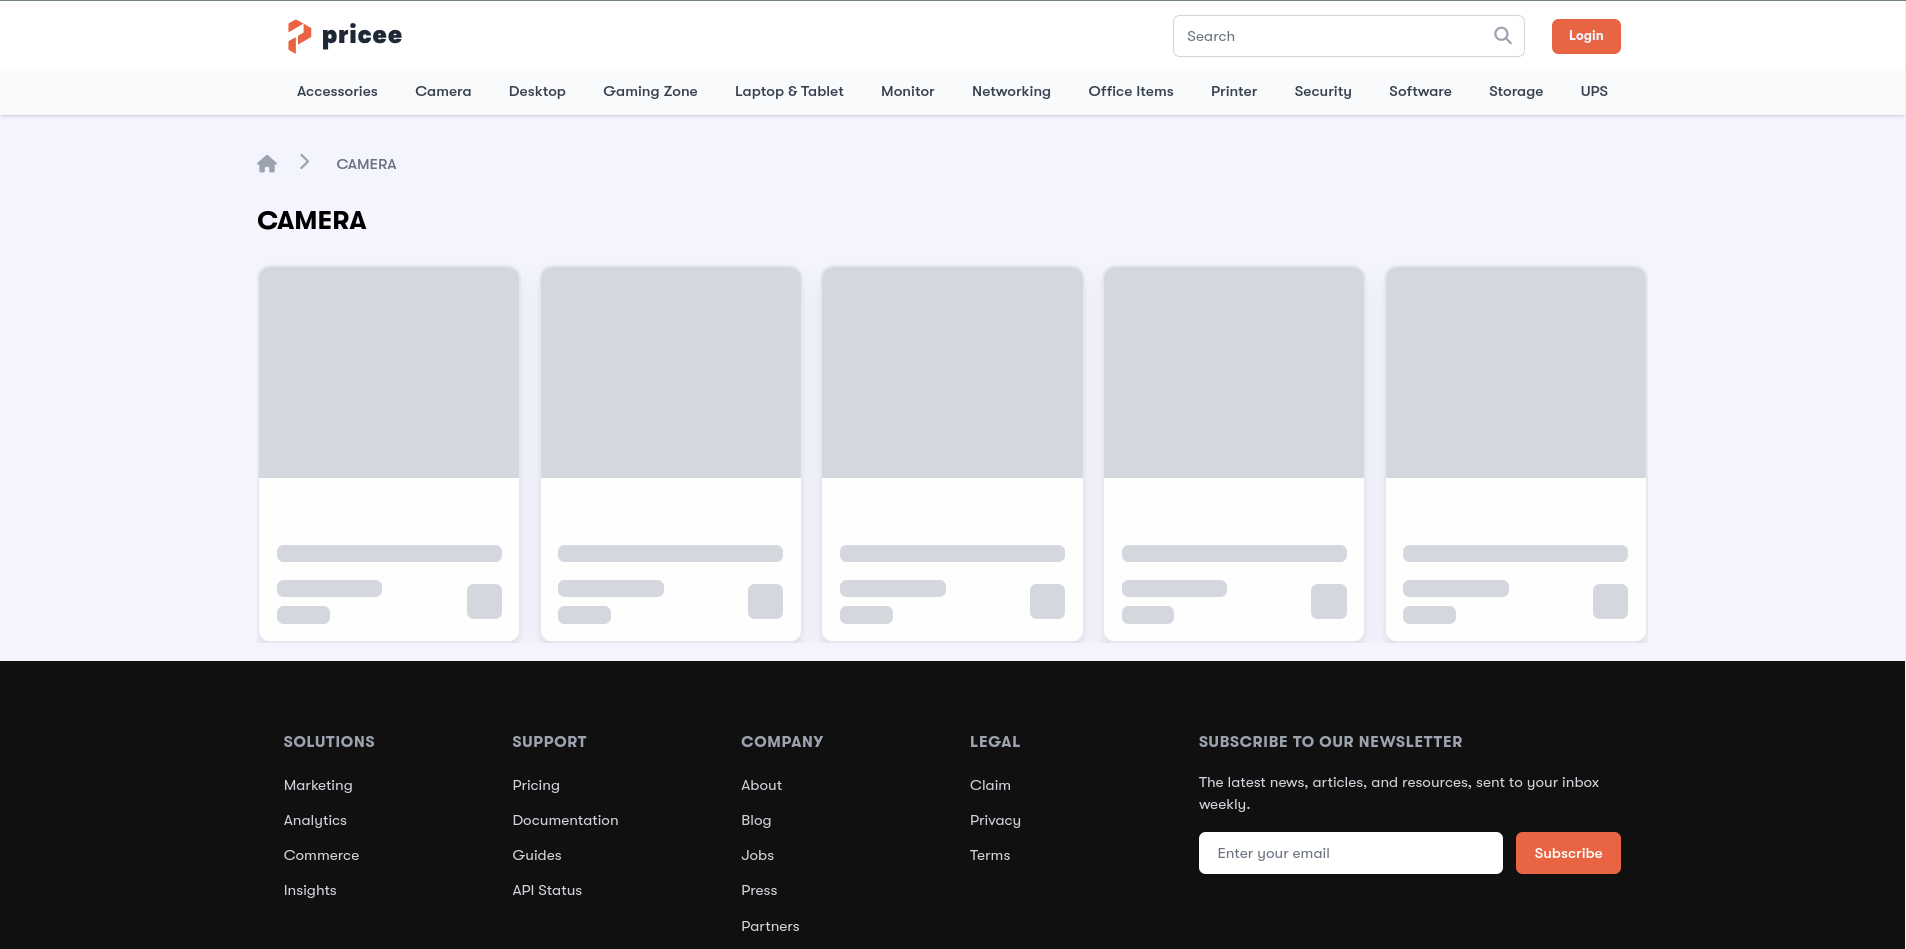 pricee
Search
Login
Accessories Camera Desktop Gaming Zone Laptop & Tablet Monitor Networking Office Items Printer Security Software Storage UPS
CAMERA
CAMERA
SOLUTIONS
Marketing
Analytics
Commerce
Insights
SUPPORT
Pricing
Documentation
Guides
API Status
COMPANY
About
Blog
Jobs
Press
Partners
LEGAL
Claim
Privacy
Terms
SUBSCRIBE TO OUR NEWSLETTER
The latest news, articles, and resources, sent to your inbox
weekly.
Enter your email
Subscribe